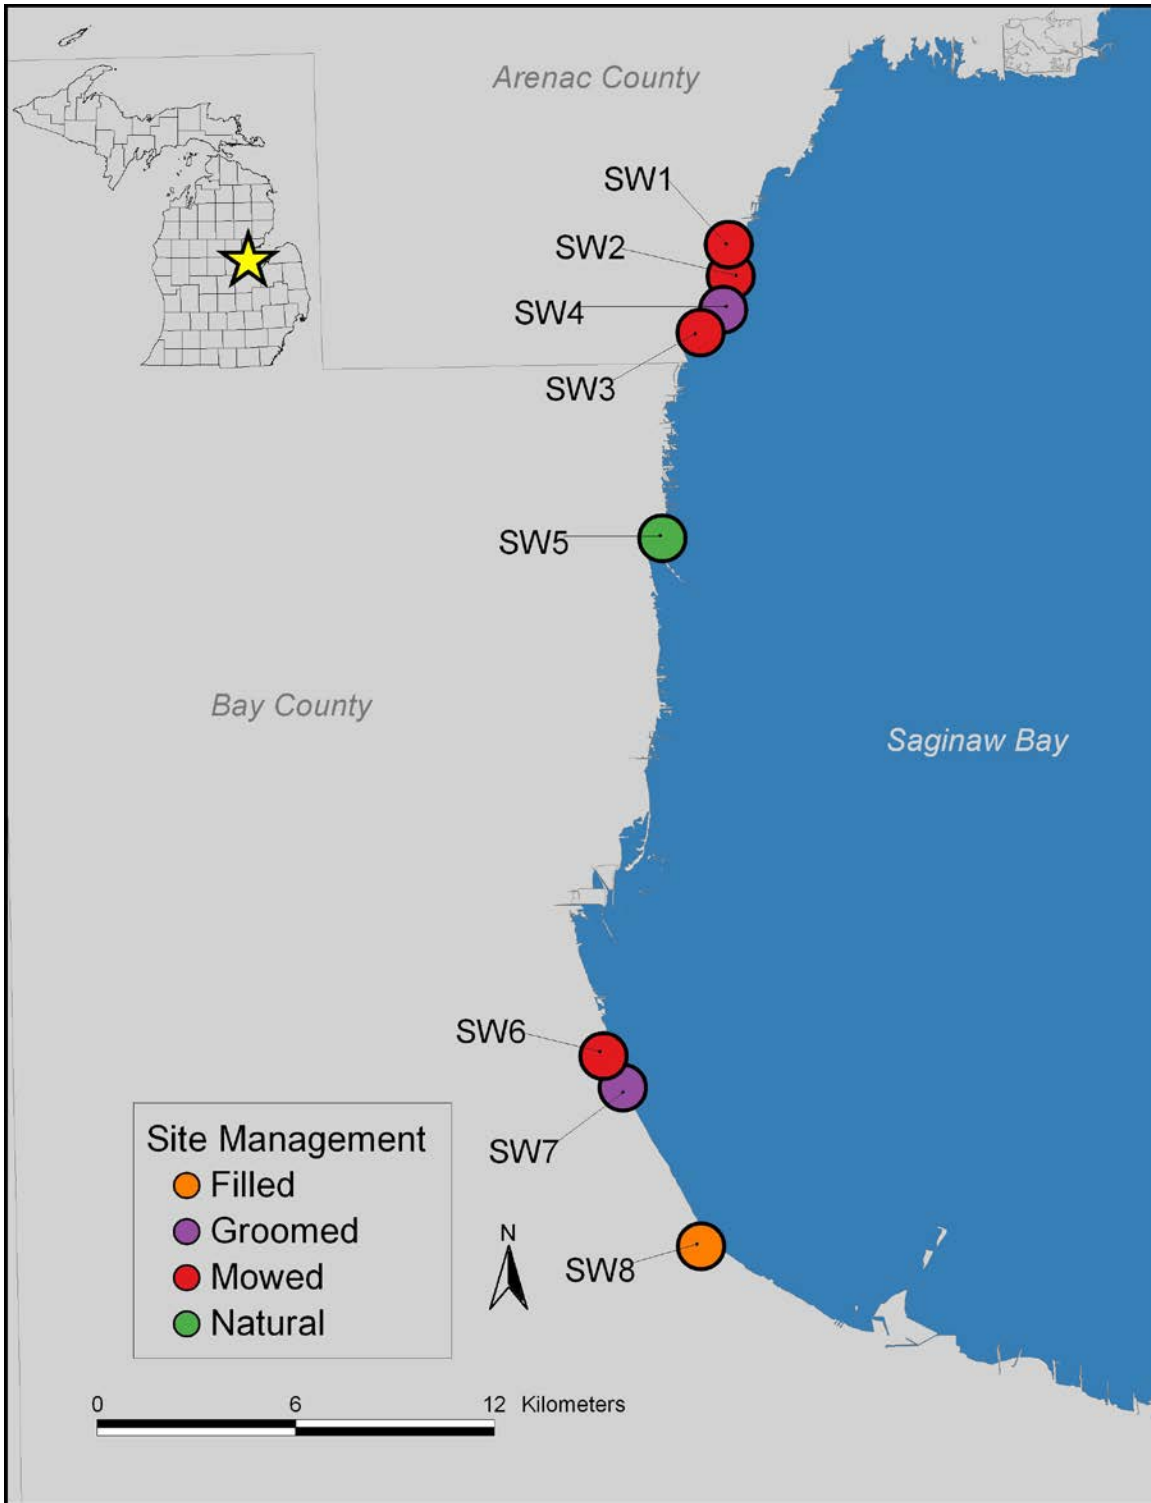 Arenac County
SW1
SW2
SW4
SW3
SW5
Bay County
Saginaw Bay
SW6
SW7
SW8
Site Management
Filled
Groomed
Mowed
Natural
N
0 6 12 Kilometers